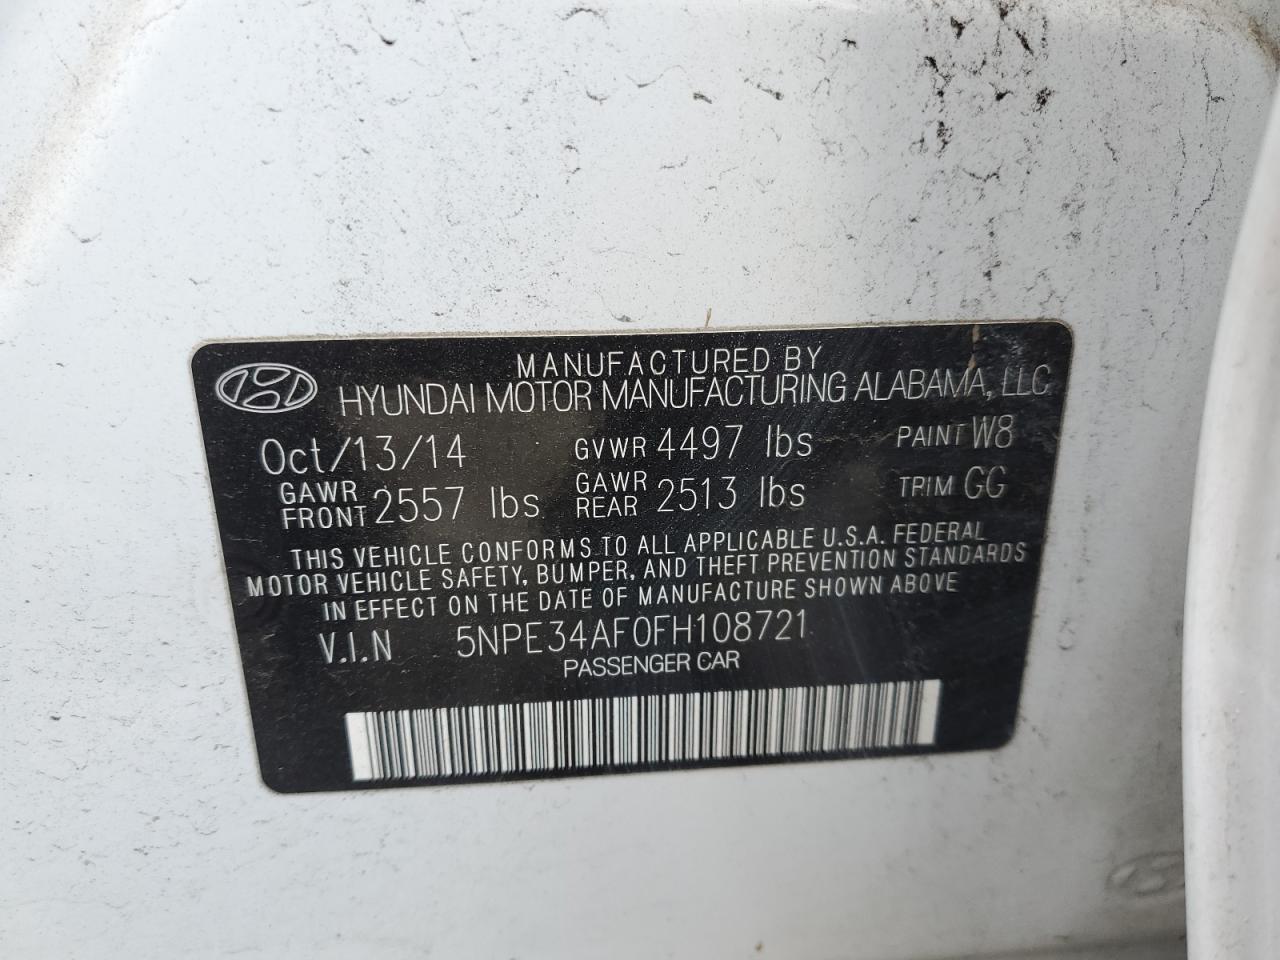 MANUFACTURED BY
HYUNDAI MOTOR MANUFACTURING ALABAMA, LLC
Oct/13/14 GVWR 4497 lbs PAINT W8
GAWR FRONT 2557 lbs GAWR REAR 2513 lbs TRIM GG
THIS VEHICLE CONFORMS TO ALL APPLICABLE U.S.A. FEDERAL
MOTOR VEHICLE SAFETY, BUMPER, AND THEFT PREVENTION STANDARDS
IN EFFECT ON THE DATE OF MANUFACTURE SHOWN ABOVE
V.I.N 5NPE34AF0FH108721
PASSENGER CAR